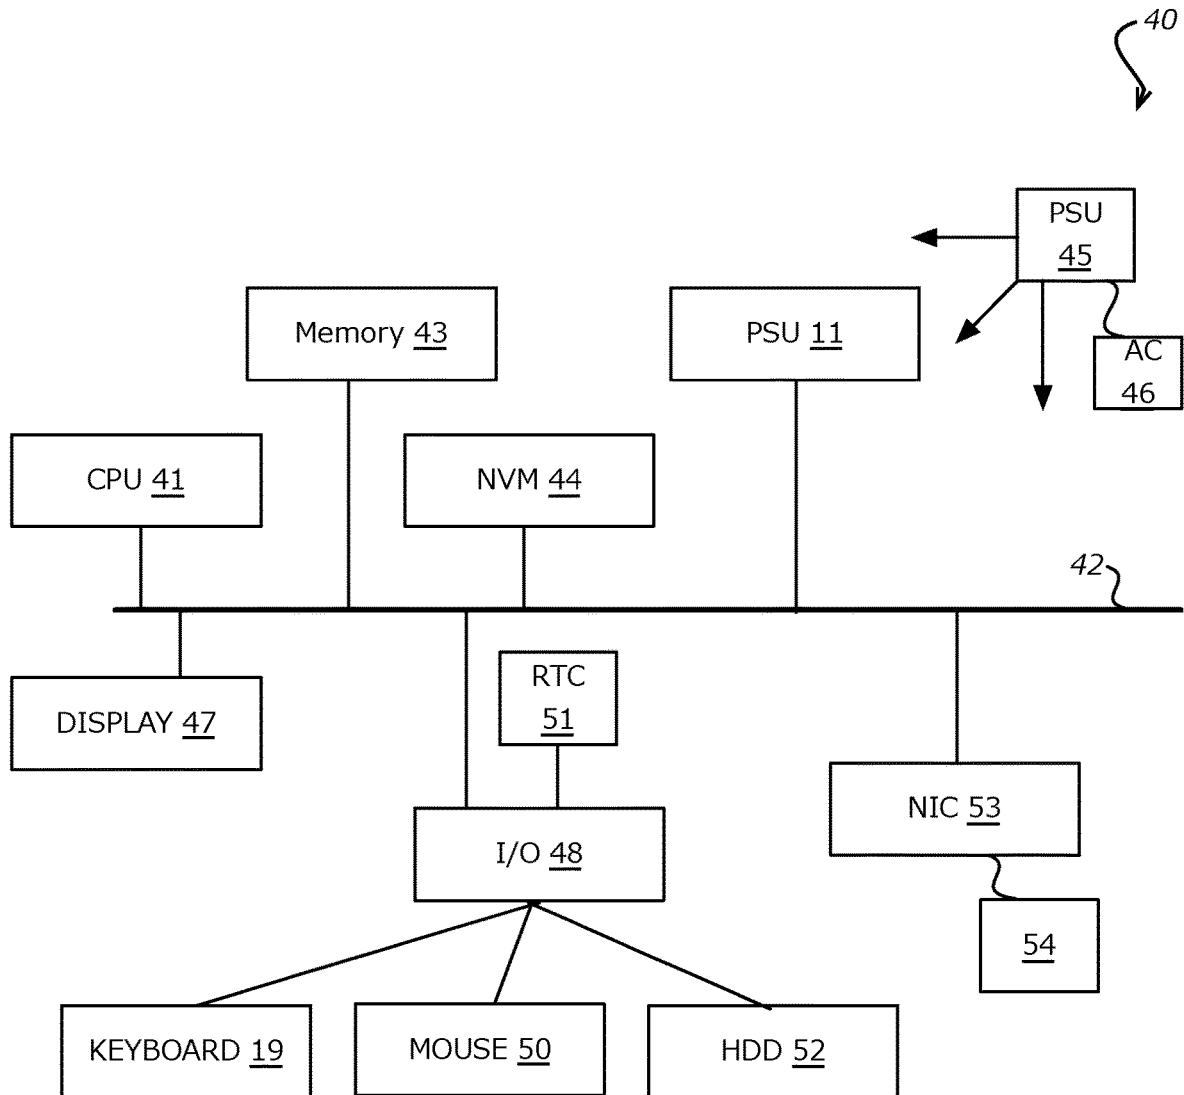 40
PSU
45
Memory 43
PSU 11
AC
46
CPU 41
NVM 44
42
RTC
51
DISPLAY 47
NIC 53
I/O 48
54
KEYBOARD 19
MOUSE 50
HDD 52